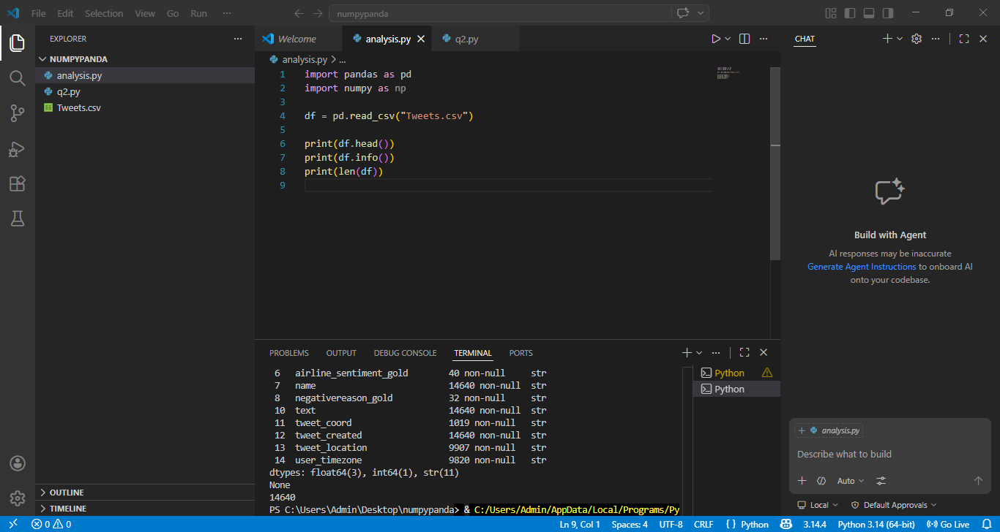 File Edit Selection View Go Run ···
numpypanda
EXPLORER
NUMPYPANDA
analysis.py
q2.py
Tweets.csv
OUTLINE
TIMELINE
Welcome
analysis.py
q2.py
analysis.py > ...
1 import pandas as pd
2 import numpy as np
3
4 df = pd.read_csv("Tweets.csv")
5
6 print(df.head())
7 print(df.info())
8 print(len(df))
9
PROBLEMS OUTPUT DEBUG CONSOLE TERMINAL PORTS
6 airline_sentiment_gold 40 non-null str
7 name 14640 non-null str
8 negativereason_gold 32 non-null str
10 text 14640 non-null str
11 tweet_coord 1019 non-null str
12 tweet_created 14640 non-null str
13 tweet_location 9907 non-null str
14 user_timezone 9820 non-null str
dtypes: float64(3), int64(1), str(11)
None
14640
PS C:\Users\Admin\Desktop\numpypanda> & C:/Users/Admin/AppData/Local/Programs/Py
Python
Python
CHAT
Build with Agent
AI responses may be inaccurate
Generate Agent Instructions to onboard AI
onto your codebase.
analysis.py
Describe what to build
Auto
Local Default Approvals
0 0
Ln 9, Col 1 Spaces: 4 UTF-8 CRLF { } Python 3.14.4 Python 3.14 (64-bit) Go Live